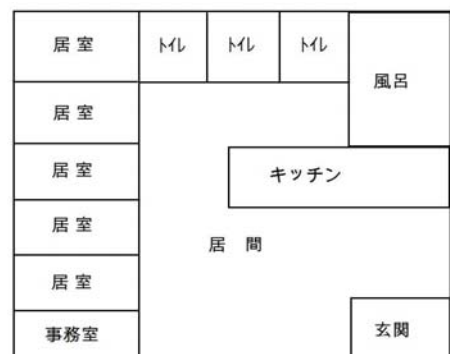 居室 ﾄｲﾚ ﾄｲﾚ ﾄｲﾚ
風呂
居室
居室
キッチン
居室
居間
居室
事務室
玄関